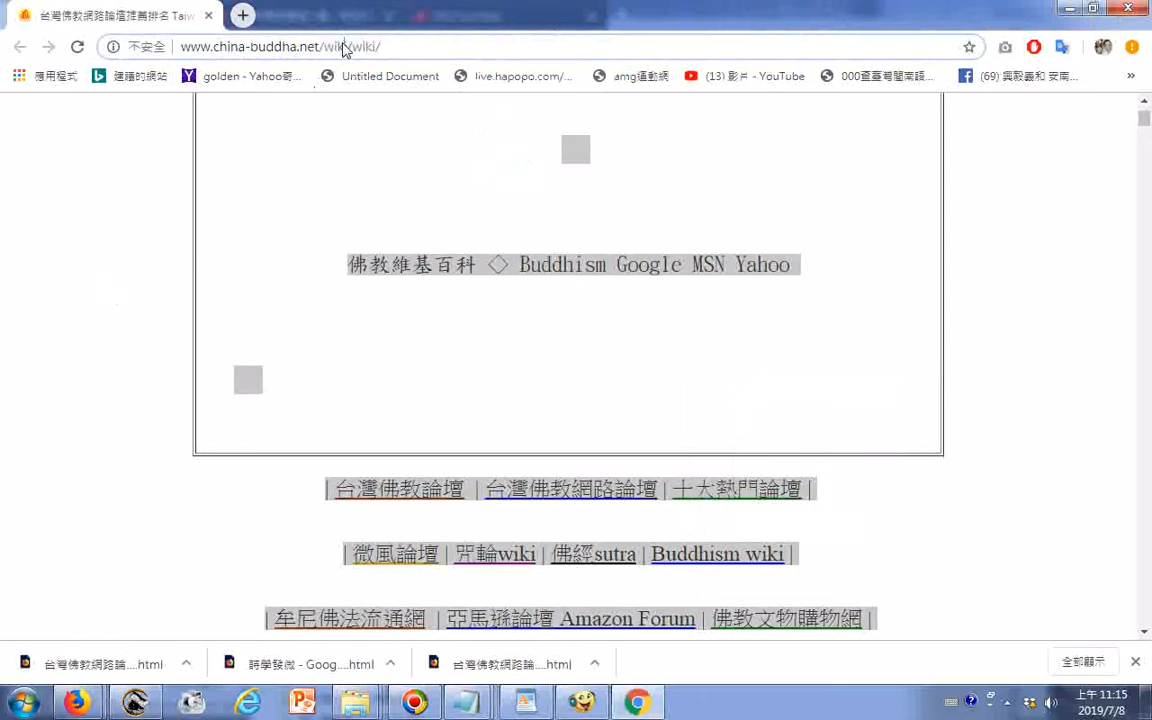 台灣佛教網路論壇推薦排名 Taiw
不安全 www.china-buddha.net/wiki/wiki/
應用程式 建議的網站 golden - Yahoo奇... Untitled Document live.hapopo.com/... amg運動網 (13) 影片 - YouTube 000查臺灣閩南語... (69) 興毅義和 安南... »
佛教維基百科 ◇ Buddhism Google MSN Yahoo
| 台灣佛教論壇 | 台灣佛教網路論壇 | 十大熱門論壇 |
| 微風論壇 | 咒輪wiki | 佛經sutra | Buddhism wiki |
| 牟尼佛法流通網 | 亞馬遜論壇 Amazon Forum | 佛教文物購物網 |
台灣佛教網路論....html 詩學發微 - Goog....html 台灣佛教網路論....html 全部顯示
上午 11:15
2019/7/8